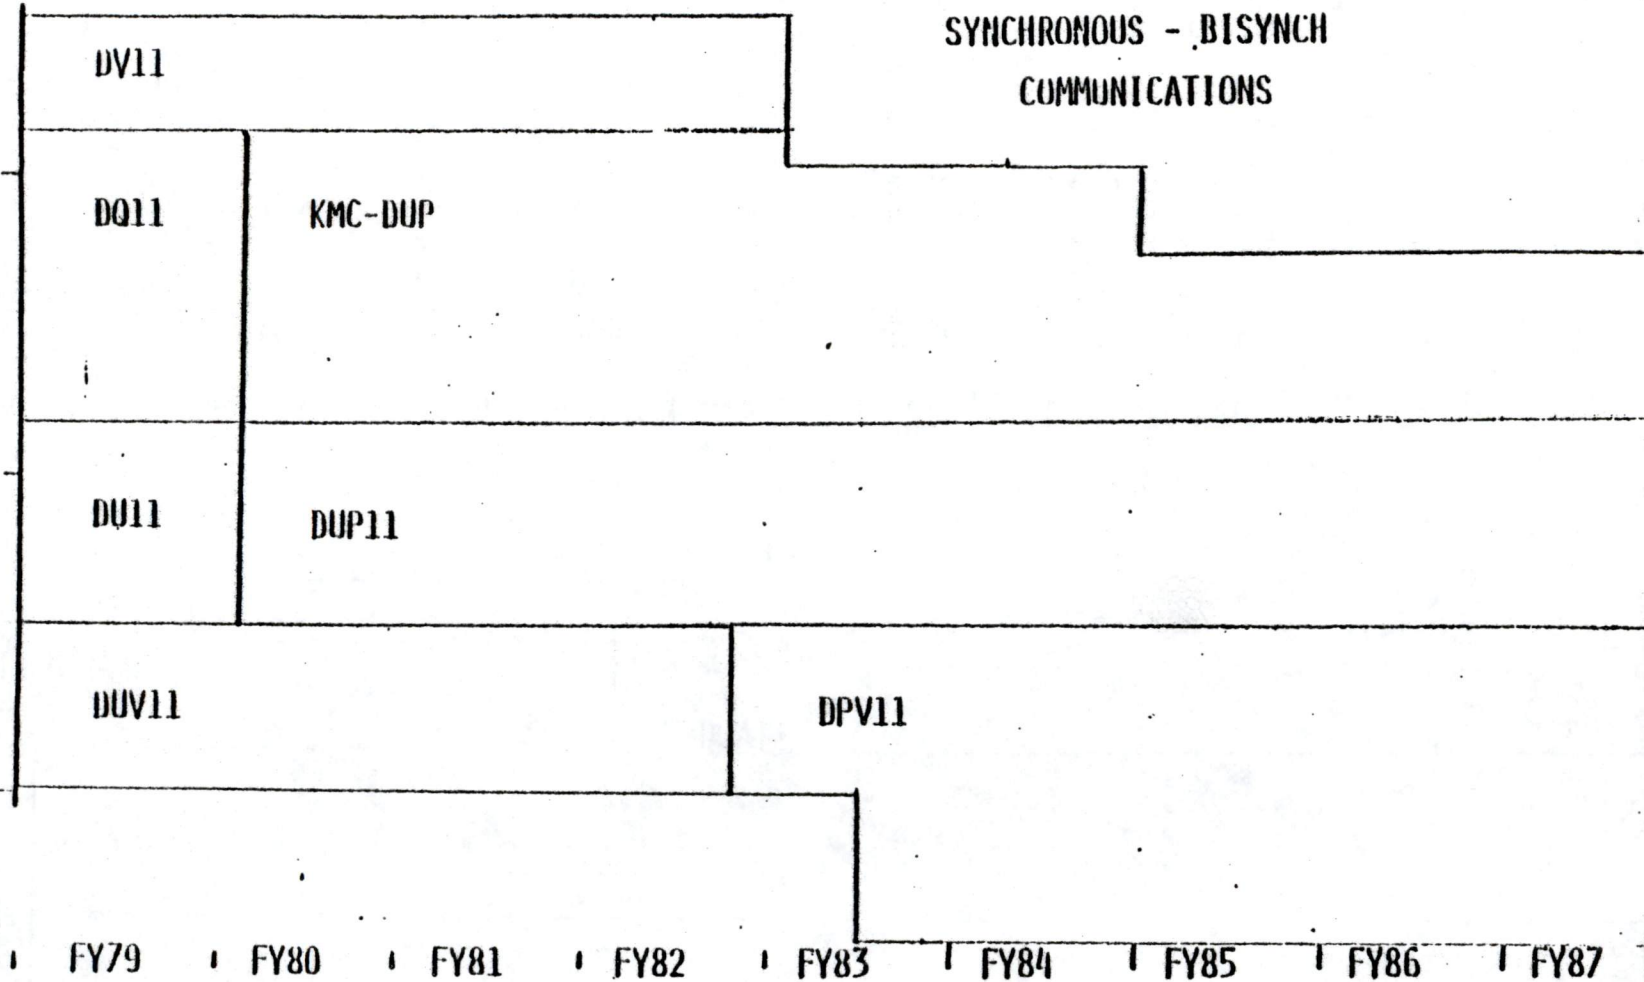 SYNCHRONOUS - BISYNCH
COMMUNICATIONS
DV11
DQ11
KMC-DUP
DU11
DUP11
DUV11
DPV11
FY79 FY80 FY81 FY82 FY83 FY84 FY85 FY86 FY87